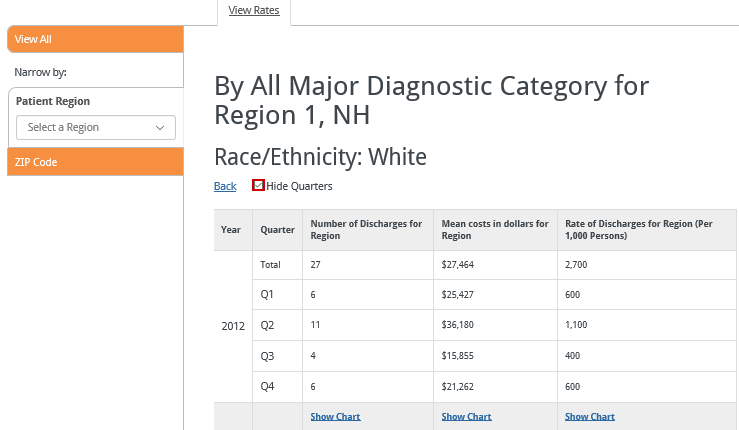 View Rates
View All
Narrow by:
Patient Region
Select a Region
ZIP Code
By All Major Diagnostic Category for
Region 1, NH
Race/Ethnicity: White
Back Hide Quarters
Year Quarter Number of Discharges for Region Mean costs in dollars for Region Rate of Discharges for Region (Per 1,000 Persons)
2012
Total 27 $27,464 2,700
Q1 6 $25,427 600
Q2 11 $36,180 1,100
Q3 4 $15,855 400
Q4 6 $21,262 600
Show Chart Show Chart Show Chart